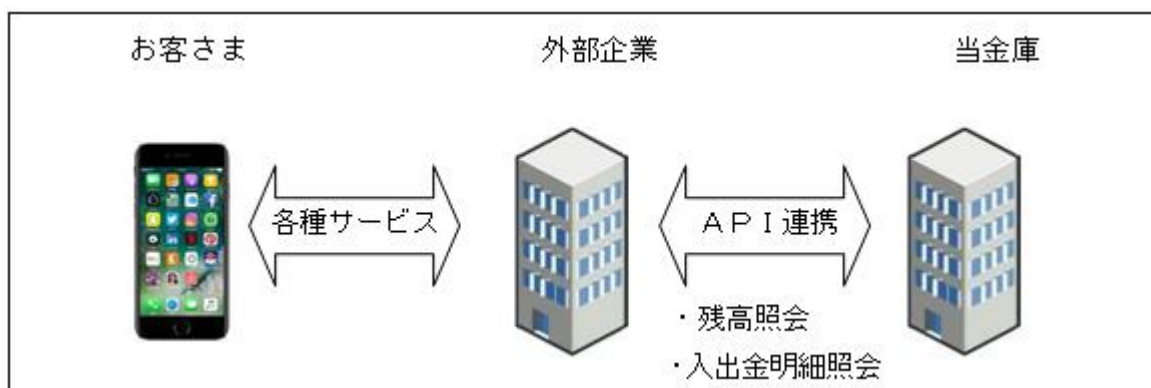 お客さま
外部企業
当金庫
各種サービス
ＡＰＩ連携
・残高照会
・入出金明細照会